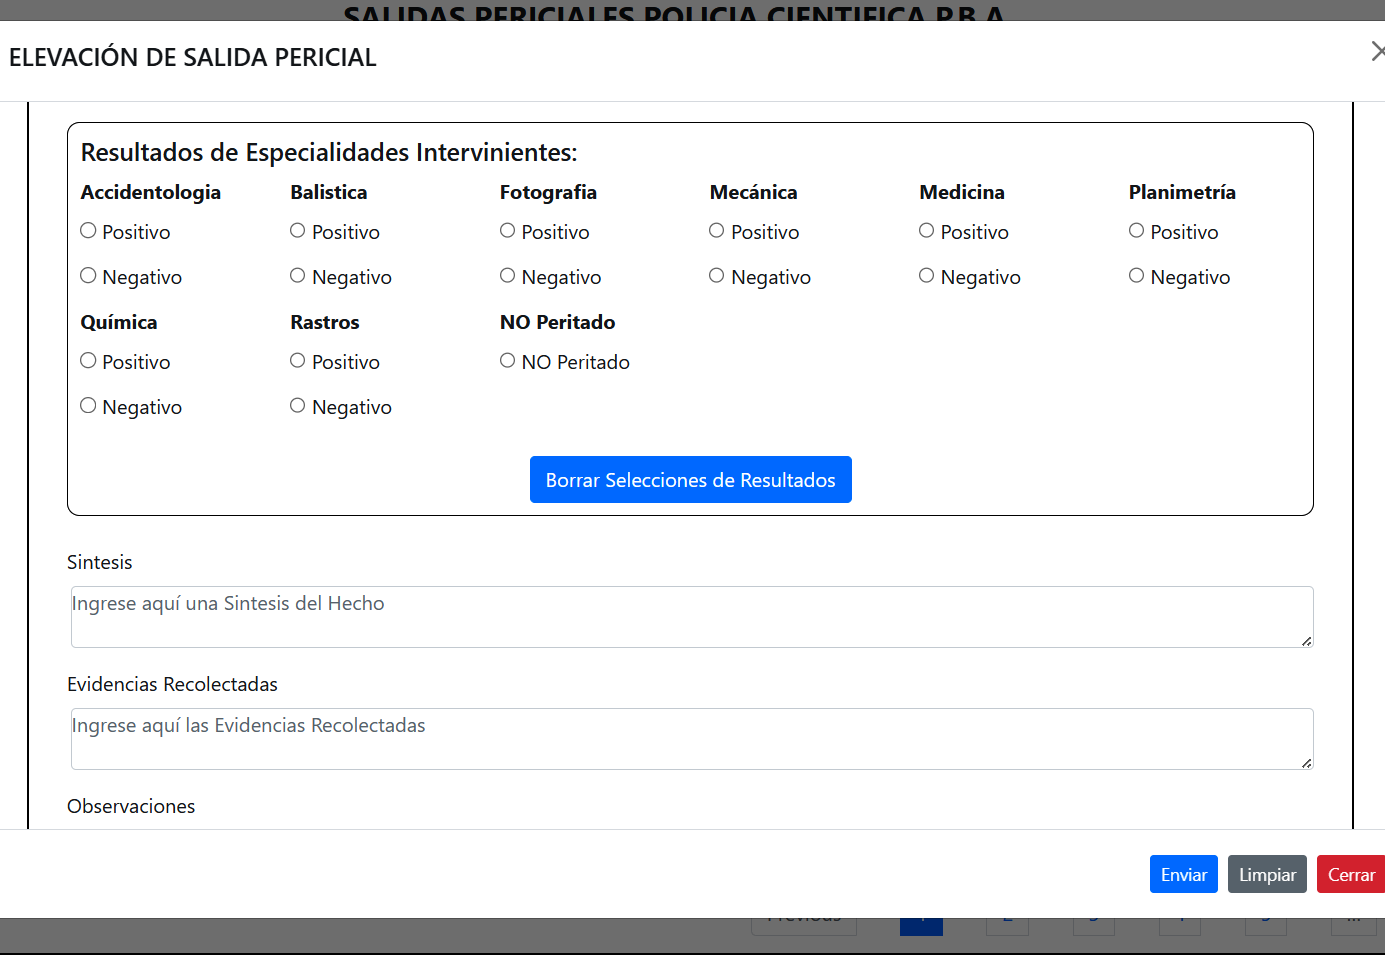 SALIDAS PERICIALES POLICIA CIENTIFICA P.B.A
ELEVACIÓN DE SALIDA PERICIAL
Resultados de Especialidades Intervinientes:
Accidentologia Balistica Fotografia Mecánica Medicina Planimetría
Positivo Positivo Positivo Positivo Positivo Positivo
Negativo Negativo Negativo Negativo Negativo Negativo
Química Rastros NO Peritado
Positivo Positivo NO Peritado
Negativo Negativo
Borrar Selecciones de Resultados
Sintesis
Ingrese aquí una Sintesis del Hecho
Evidencias Recolectadas
Ingrese aquí las Evidencias Recolectadas
Observaciones
Enviar Limpiar Cerrar
Previous 2 ...